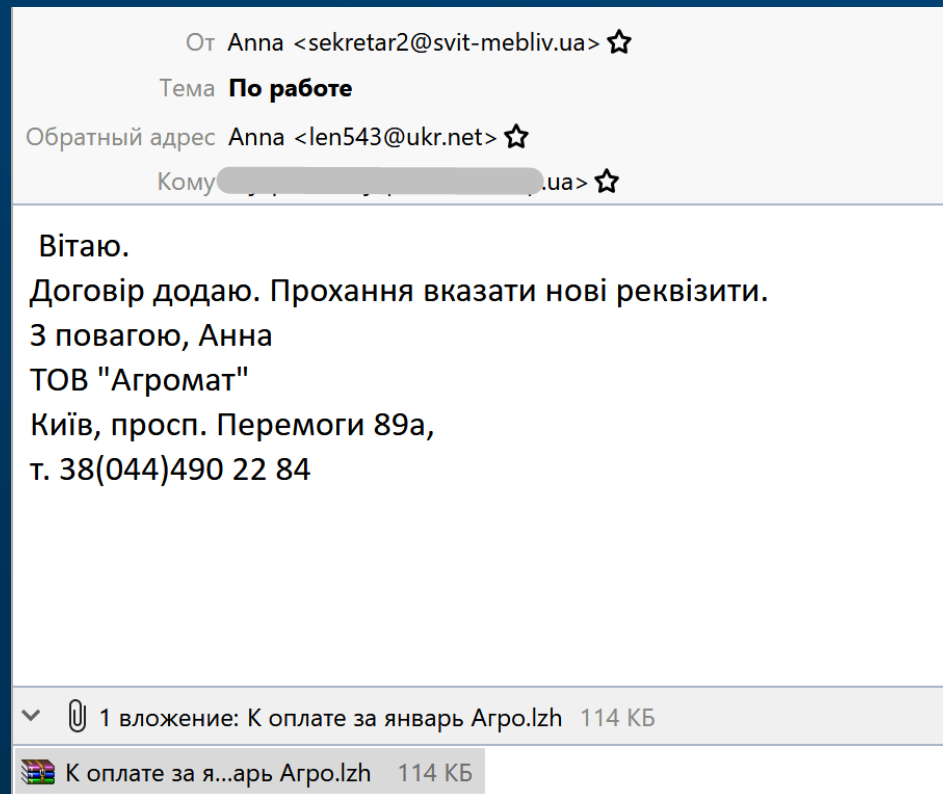 От Anna <sekretar2@svit-mebliv.ua>
Тема По работе
Обратный адрес Anna <len543@ukr.net>
Кому .ua>
Вітаю.
Договір додаю. Прохання вказати нові реквізити.
З повагою, Анна
ТОВ "Агромат"
Київ, просп. Перемоги 89а,
т. 38(044)490 22 84
1 вложение: К оплате за январь Агро.lzh 114 КБ
К оплате за я...арь Агро.lzh 114 КБ